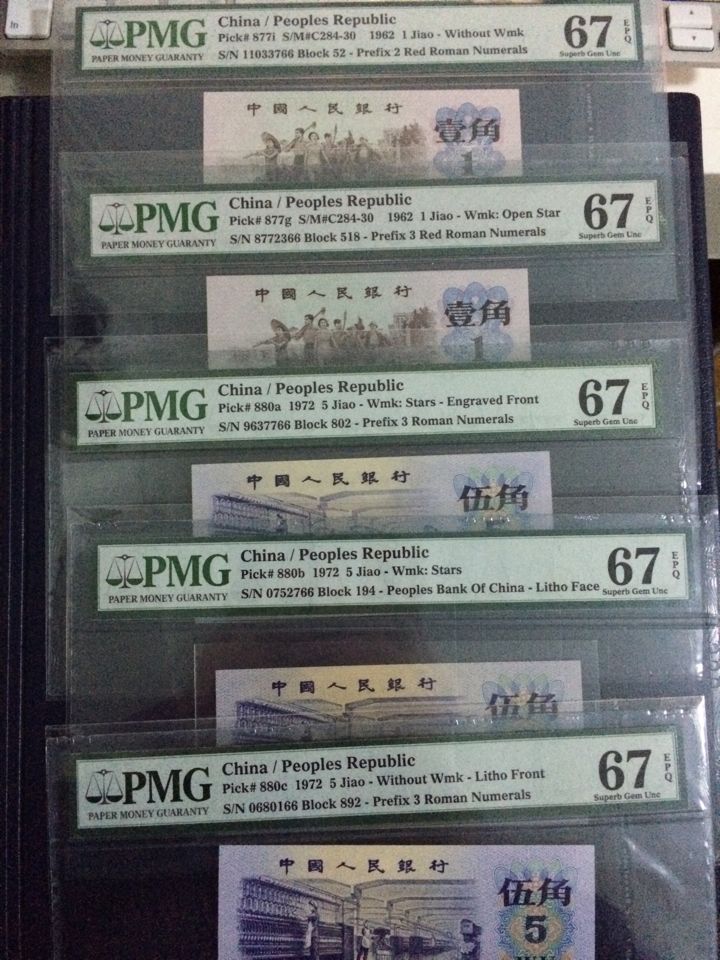 In
PMG
PAPER MONEY GUARANTY
China / Peoples Republic
Pick# 877i S/M#C284-30 1962 1 Jiao - Without Wmk
S/N 11033766 Block 52 - Prefix 2 Red Roman Numerals
67
EPQ
Superb Gem Unc
中國人民銀行
壹角
1
PMG
PAPER MONEY GUARANTY
China / Peoples Republic
Pick# 877g S/M#C284-30 1962 1 Jiao - Wmk: Open Star
S/N 8772366 Block 518 - Prefix 3 Red Roman Numerals
67
EPQ
Superb Gem Unc
中國人民銀行
壹角
1
PMG
PAPER MONEY GUARANTY
China / Peoples Republic
Pick# 880a 1972 5 Jiao - Wmk: Stars - Engraved Front
S/N 9637766 Block 802 - Prefix 3 Roman Numerals
67
EPQ
Superb Gem Unc
中國人民銀行
伍角
PMG
PAPER MONEY GUARANTY
China / Peoples Republic
Pick# 880b 1972 5 Jiao - Wmk: Stars
S/N 0752766 Block 194 - Peoples Bank Of China - Litho Face
67
EPQ
Superb Gem Unc
中國人民銀行
伍角
PMG
PAPER MONEY GUARANTY
China / Peoples Republic
Pick# 880c 1972 5 Jiao - Without Wmk - Litho Front
S/N 0680166 Block 892 - Prefix 3 Roman Numerals
67
EPQ
Superb Gem Unc
中國人民銀行
伍角
5